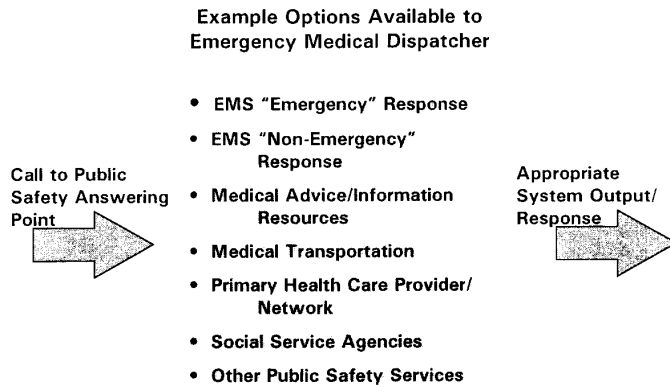 Example Options Available to
Emergency Medical Dispatcher
Call to Public
Safety Answering
Point
• EMS “Emergency” Response
• EMS “Non-Emergency”
Response
• Medical Advice/Information
Resources
• Medical Transportation
• Primary Health Care Provider/
Network
• Social Service Agencies
• Other Public Safety Services
Appropriate
System Output/
Response